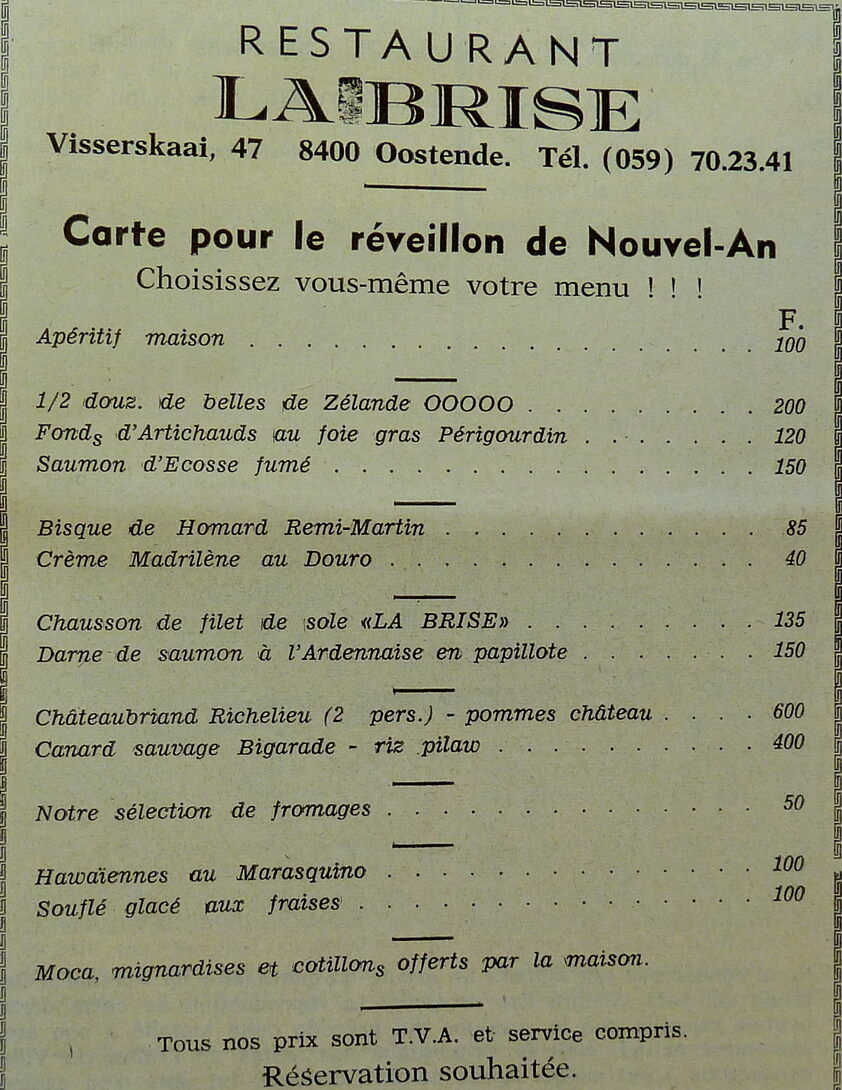 RESTAURANT
LA BRISE
Visserskaai, 47 8400 Oostende. Tél. (059) 70.23.41
Carte pour le réveillon de Nouvel-An
Choisissez vous-même votre menu ! ! !
F.
Apéritif maison . . . . . . . . . . . . . . . . . . . 100
1/2 douz. de belles de Zélande OOOOO . . . . . . . . . 200
Fonds d'Artichauds au foie gras Périgourdin . . . . . . . 120
Saumon d'Ecosse fumé . . . . . . . . . . . . . . . . 150
Bisque de Homard Remi-Martin . . . . . . . . . . . . 85
Crème Madrilène au Douro . . . . . . . . . . . . . . 40
Chausson de filet de sole «LA BRISE» . . . . . . . . . 135
Darne de saumon à l'Ardennaise en papillote . . . . . . . 150
Châteaubriand Richelieu (2 pers.) - pommes château . . . . 600
Canard sauvage Bigarade - riz pilaw . . . . . . . . . . 400
Notre sélection de fromages . . . . . . . . . . . . . . 50
Hawaïennes au Marasquino . . . . . . . . . . . . . . 100
Souflé glacé aux fraises . . . . . . . . . . . . . . . 100
Moca, mignardises et cotillons offerts par la maison.
Tous nos prix sont T.V.A. et service compris.
Réservation souhaitée.